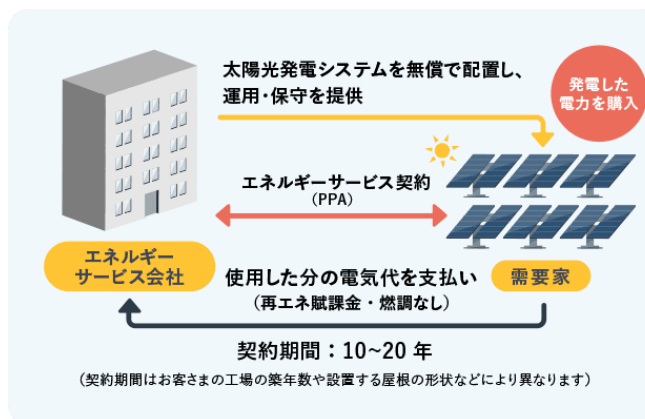 太陽光発電システムを無償で配置し、
運用・保守を提供
発電した
電力を購入
エネルギーサービス契約
(PPA)
エネルギー
サービス会社
使用した分の電気代を支払い
(再エネ賦課金・燃調なし)
需要家
契約期間：10~20 年
(契約期間はお客さまの工場の築年数や設置する屋根の形状などにより異なります)